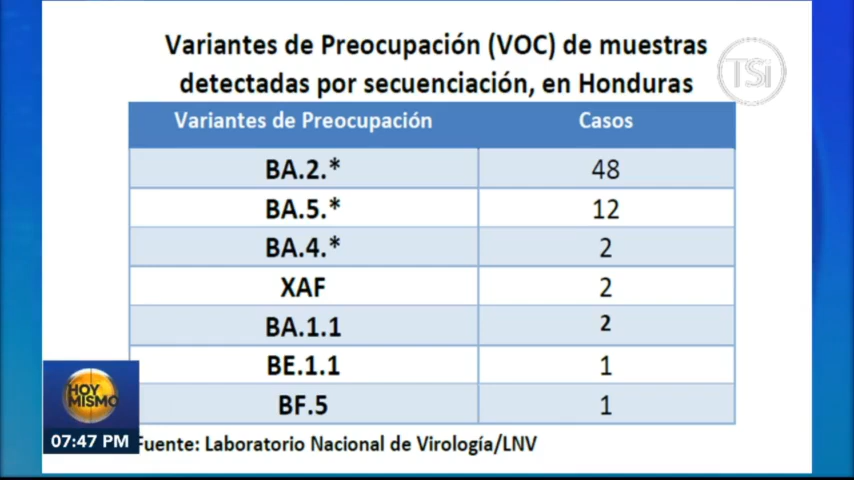 Variantes de Preocupación (VOC) de muestras
detectadas por secuenciación, en Honduras
TSi
Variantes de Preocupación Casos
BA.2.* 48
BA.5.* 12
BA.4.* 2
XAF 2
BA.1.1 2
BE.1.1 1
BF.5 1
HOY
MISMO
07:47 PM
Fuente: Laboratorio Nacional de Virología/LNV